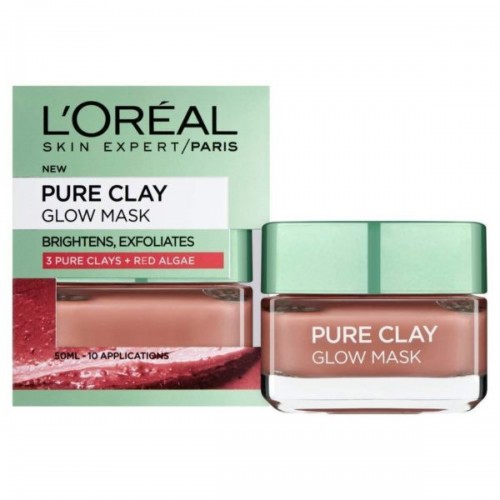 L'ORÉAL
SKIN EXPERT/PARIS
NEW
PURE CLAY
GLOW MASK
BRIGHTENS, EXFOLIATES
3 PURE CLAYS + RED ALGAE
50ML - 10 APPLICATIONS
PURE CLAY
GLOW MASK